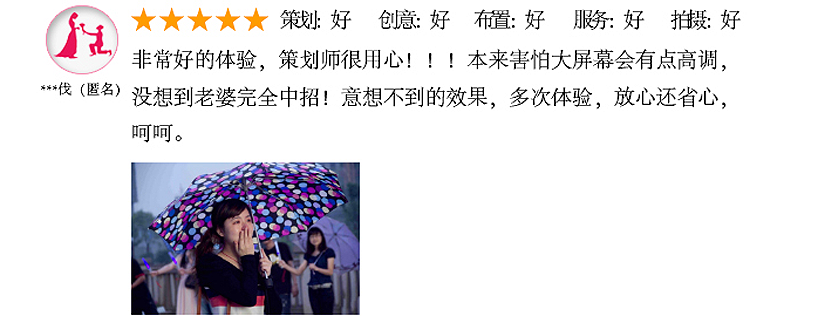 策划: 好 创意: 好 布置: 好 服务: 好 拍摄: 好
非常好的体验，策划师很用心！！！本来害怕大屏幕会有点高调，
***伐（匿名）
没想到老婆完全中招！意想不到的效果，多次体验，放心还省心，
呵呵。